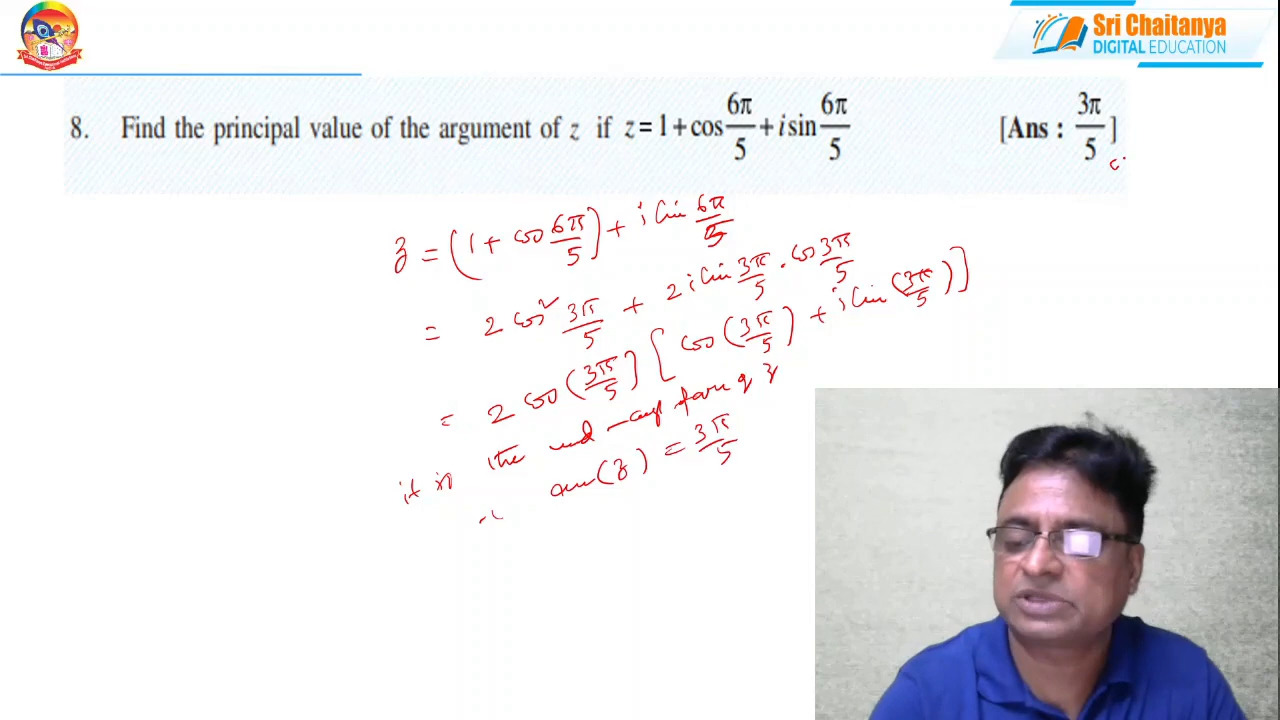 Sri Chaitanya
DIGITAL EDUCATION
8. Find the principal value of the argument of z if z = 1 + cos 6π/5 + i sin 6π/5 [Ans : 3π/5]
z = (1 + cos 6π/5) + i sin 6π/5
= 2 cos² 3π/5 + 2 i sin 3π/5 . cos 3π/5
= 2 cos (3π/5) [cos (3π/5) + i sin (3π/5)]
it is the mod-amp form of z
(z) = 3π/5